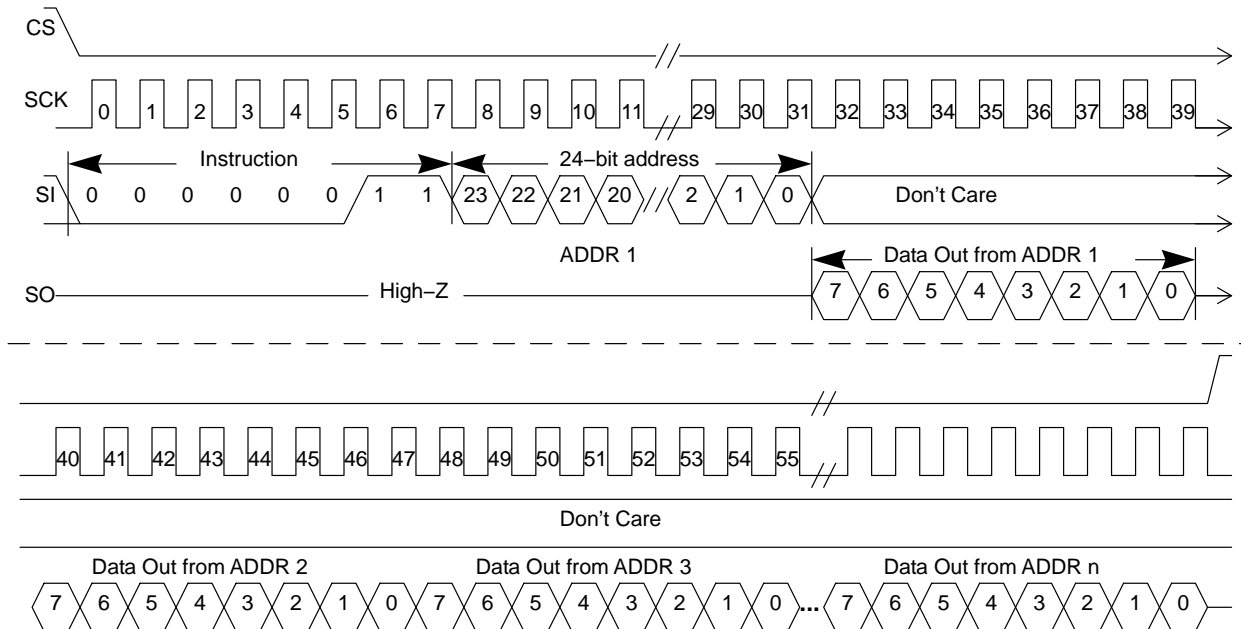 CS
SCK 0 1 2 3 4 5 6 7 8 9 10 11 29 30 31 32 33 34 35 36 37 38 39
Instruction 24−bit address
SI 0 0 0 0 0 0 1 1 23 22 21 20 2 1 0 Don't Care
ADDR 1 Data Out from ADDR 1
SO High−Z 7 6 5 4 3 2 1 0
40 41 42 43 44 45 46 47 48 49 50 51 52 53 54 55
Don't Care
Data Out from ADDR 2 Data Out from ADDR 3 Data Out from ADDR n
7 6 5 4 3 2 1 0 7 6 5 4 3 2 1 0 ... 7 6 5 4 3 2 1 0